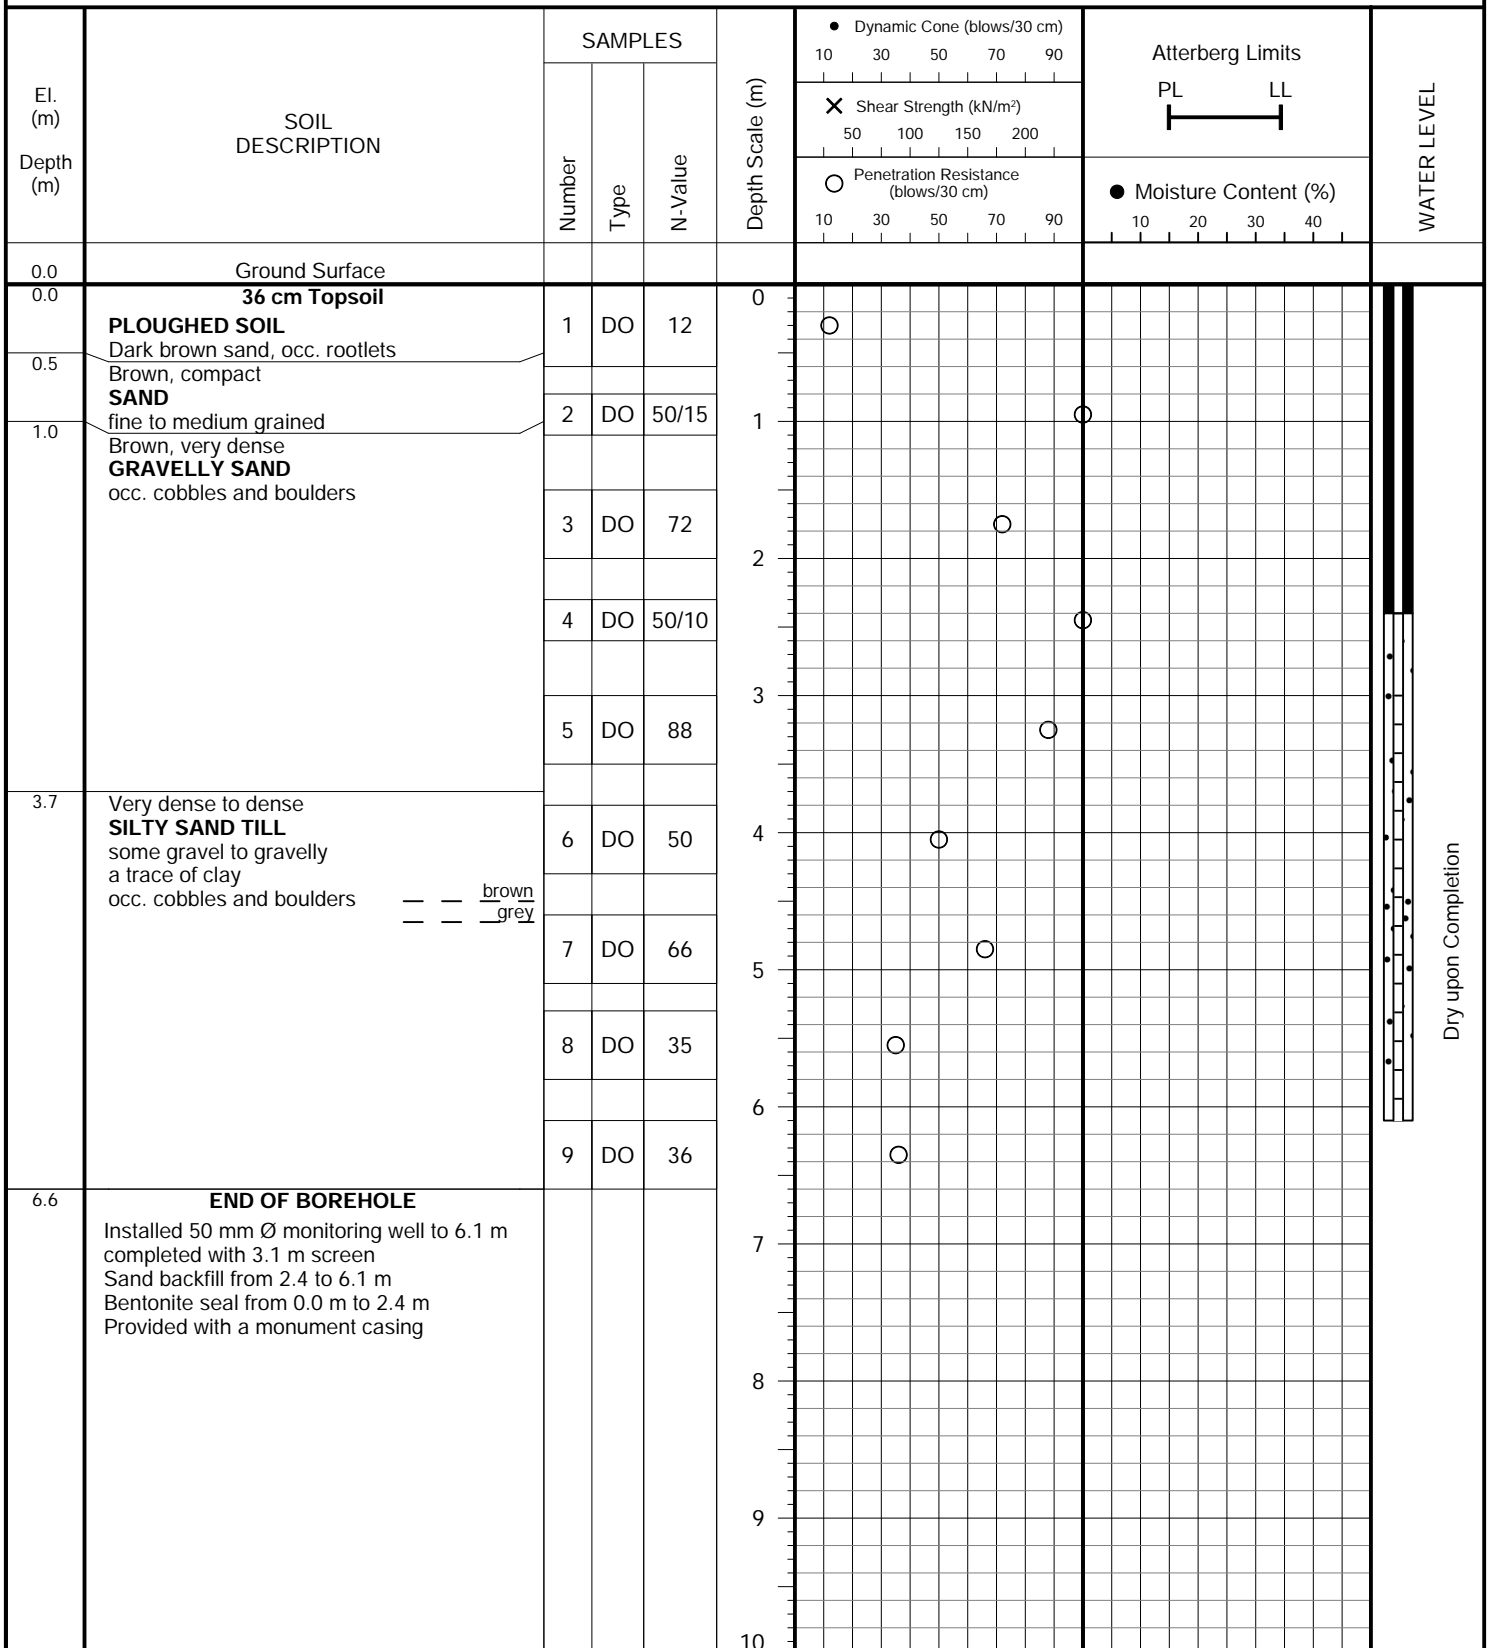 El.
(m)
Depth
(m)
SOIL
DESCRIPTION
SAMPLES
Number
Type
N-Value
Depth Scale (m)
• Dynamic Cone (blows/30 cm)
10 30 50 70 90
✕ Shear Strength (kN/m²)
50 100 150 200
○ Penetration Resistance
(blows/30 cm)
10 30 50 70 90
Atterberg Limits
PL LL
● Moisture Content (%)
10 20 30 40
WATER LEVEL
0.0 Ground Surface
0.0 36 cm Topsoil 0
PLOUGHED SOIL 1 DO 12
Dark brown sand, occ. rootlets
0.5 Brown, compact
SAND
fine to medium grained 2 DO 50/15 1
1.0 Brown, very dense
GRAVELLY SAND
occ. cobbles and boulders
3 DO 72
2
4 DO 50/10
3
5 DO 88
3.7 Very dense to dense
SILTY SAND TILL 4
some gravel to gravelly 6 DO 50
a trace of clay
occ. cobbles and boulders brown
grey
7 DO 66
5
Dry upon Completion
8 DO 35
6
9 DO 36
6.6 END OF BOREHOLE
Installed 50 mm Ø monitoring well to 6.1 m
7
completed with 3.1 m screen
Sand backfill from 2.4 to 6.1 m
Bentonite seal from 0.0 m to 2.4 m
Provided with a monument casing
8
9
10